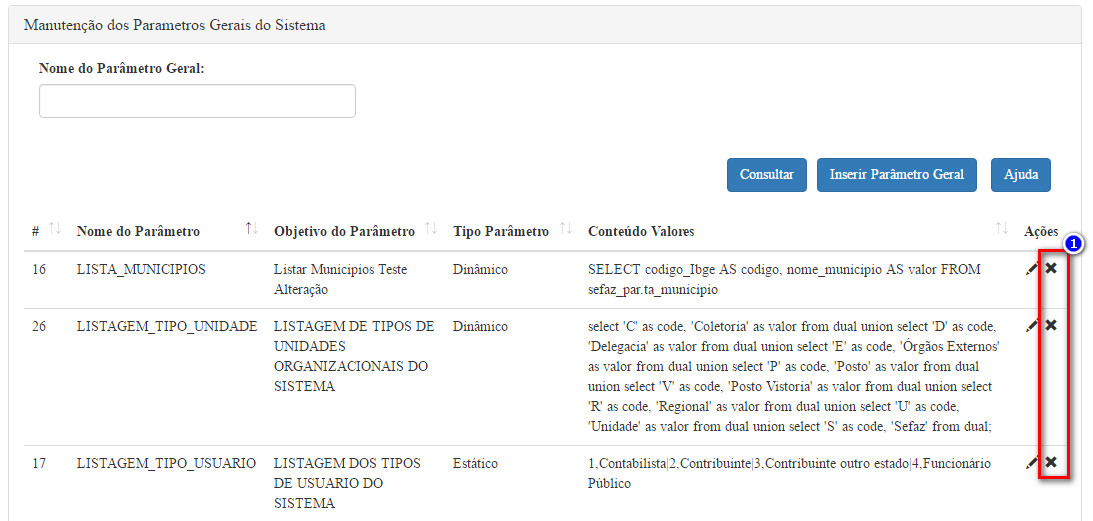 Manutenção dos Parametros Gerais do Sistema
Nome do Parâmetro Geral:
Consultar Inserir Parâmetro Geral Ajuda
# Nome do Parâmetro Objetivo do Parâmetro Tipo Parâmetro Conteúdo Valores Ações
1
16 LISTA_MUNICIPIOS Listar Municipios Teste Dinâmico SELECT codigo_Ibge AS codigo, nome_municipio AS valor FROM
Alteração sefaz_par.ta_municipio
26 LISTAGEM_TIPO_UNIDADE LISTAGEM DE TIPOS DE Dinâmico select 'C' as code, 'Coletoria' as valor from dual union select 'D' as code,
UNIDADES 'Delegacia' as valor from dual union select 'E' as code, 'Órgãos Externos'
ORGANIZACIONAIS DO as valor from dual union select 'P' as code, 'Posto' as valor from dual
SISTEMA union select 'V' as code, 'Posto Vistoria' as valor from dual union select
'R' as code, 'Regional' as valor from dual union select 'U' as code,
'Unidade' as valor from dual union select 'S' as code, 'Sefaz' from dual;
17 LISTAGEM_TIPO_USUARIO LISTAGEM DOS TIPOS Estático 1,Contabilista|2,Contribuinte|3,Contribuinte outro estado|4,Funcionário
DE USUARIO DO Público
SISTEMA